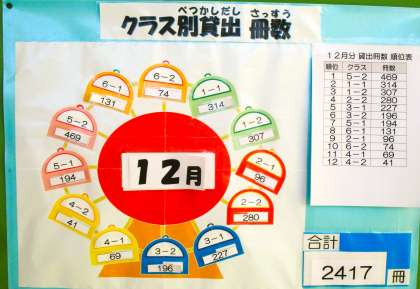 べつかしだし さっすう
クラス別貸出 冊数
6-2
74
1-1
314
1-2
307
2-1
96
2-2
280
3-1
227
3-2
196
4-1
69
4-2
41
5-1
194
5-2
469
6-1
131
12月
12月分 貸出冊数 順位表
順位 クラス 冊数
1 5-2 469
2 1-1 314
3 1-2 307
4 2-2 280
5 3-1 227
6 3-2 196
7 5-1 194
8 6-1 131
9 2-1 96
10 6-2 74
11 4-1 69
12 4-2 41
合計
2417 冊